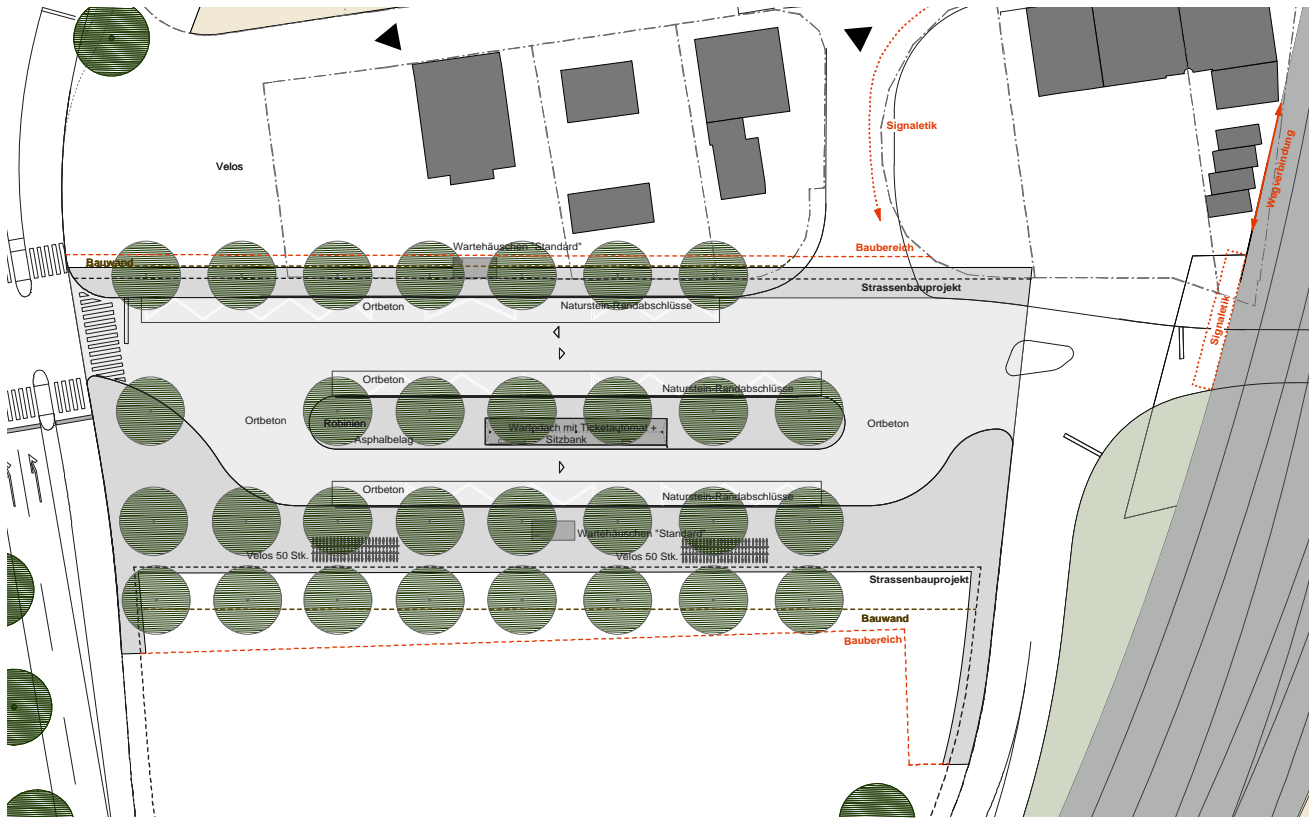 Signaletik
Wegverbindung
Velos
Wartehäuschen "Standard"
Baubereich
Bauwand
Strassenbauprojekt
Ortbeton
Naturstein-Randabschlüsse
Signaletik
Ortbeton
Naturstein-Randabschlüsse
Ortbeton
Robinien
Wartedach mit Ticketautomat +
Sitzbank
Asphalbelag
Ortbeton
Ortbeton
Naturstein-Randabschlüsse
Wartehäuschen "Standard"
Velos 50 Stk.
Velos 50 Stk.
Strassenbauprojekt
Bauwand
Baubereich